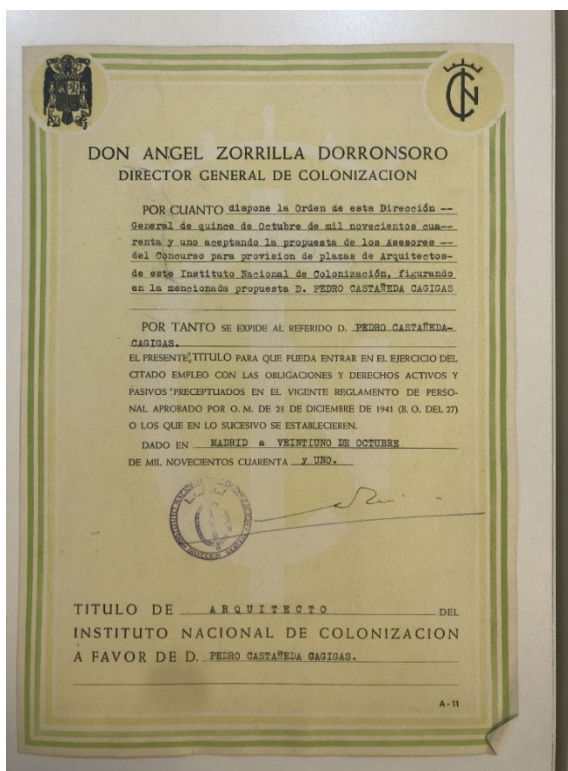 DON ANGEL ZORRILLA DORRONSORO
DIRECTOR GENERAL DE COLONIZACION
POR CUANTO dispone la Orden de esta Dirección --
General de quince de Octubre de mil novecientos cua--
renta y uno aceptando la propuesta de los Asesores --
del Concurso para provision de plazas de Arquitectos-
de este Instituto Nacional de Colonización, figurando
en la mencionada propuesta D. PEDRO CASTAÑEDA CAGIGAS
POR TANTO SE EXPIDE AL REFERIDO D. PEDRO CASTAÑEDA-
CAGIGAS.
EL PRESENTE TITULO PARA QUE PUEDA ENTRAR EN EL EJERCICIO DEL
CITADO EMPLEO CON LAS OBLIGACIONES Y DERECHOS ACTIVOS Y
PASIVOS PRECEPTUADOS EN EL VIGENTE REGLAMENTO DE PERSO-
NAL APROBADO POR O. M. DE 23 DE DICIEMBRE DE 1941 (B. O. DEL 27)
O LOS QUE EN LO SUCESIVO SE ESTABLECIEREN.
DADO EN MADRID a VEINTIUNO DE OCTUBRE
DE MIL NOVECIENTOS CUARENTA y UNO.
INSTITUTO NACIONAL DE COLONIZACION
TITULO DE ARQUITECTO DEL
INSTITUTO NACIONAL DE COLONIZACION
A FAVOR DE D. PEDRO CASTAÑEDA GAGIGAS.
A-11